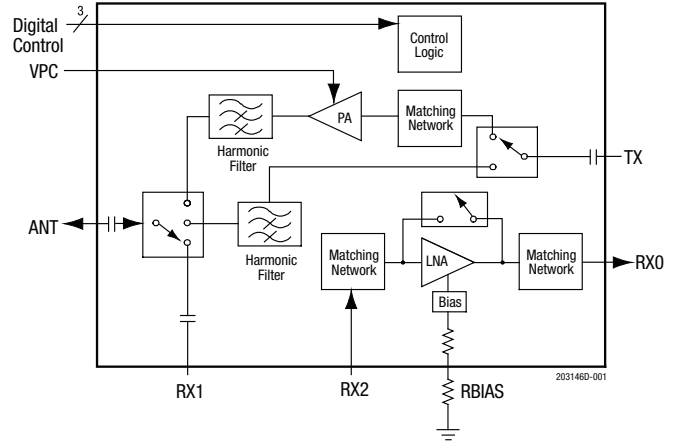 3
Digital
Control
Control
Logic
VPC
PA
Matching
Network
Harmonic
Filter
TX
ANT
Harmonic
Filter
Matching
Network
LNA
Matching
Network
RX0
Bias
203146D-001
RX1
RX2
RBIAS